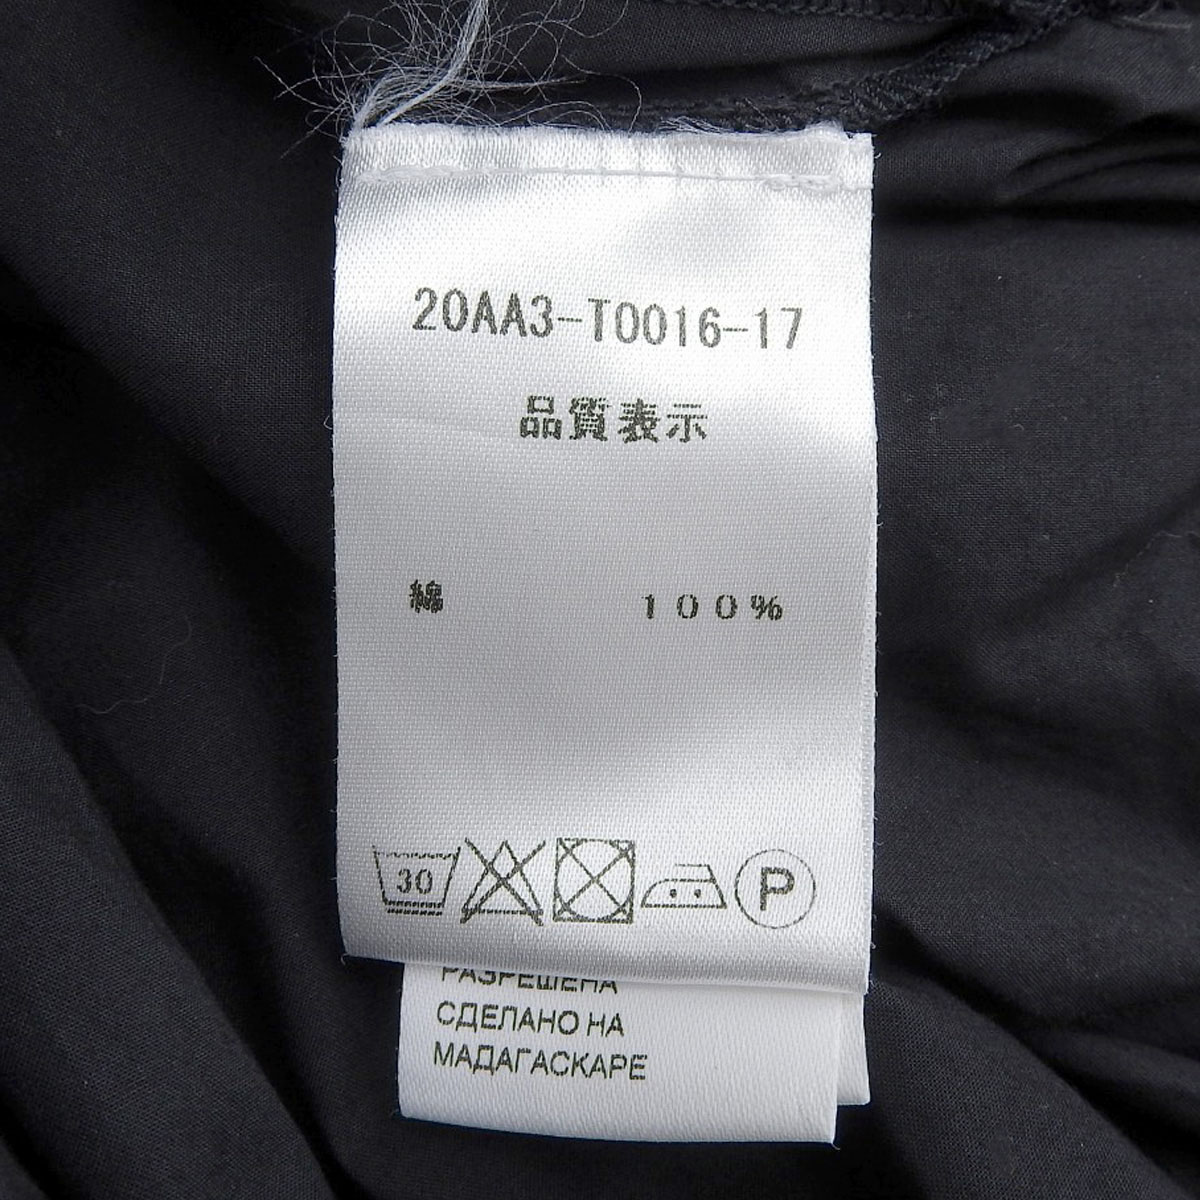 20AA3-T0016-17
品質表示
綿 100%
30 P
РАЗРЕШЕНА
СДЕЛАНО НА
МАДАГАСКАРЕ